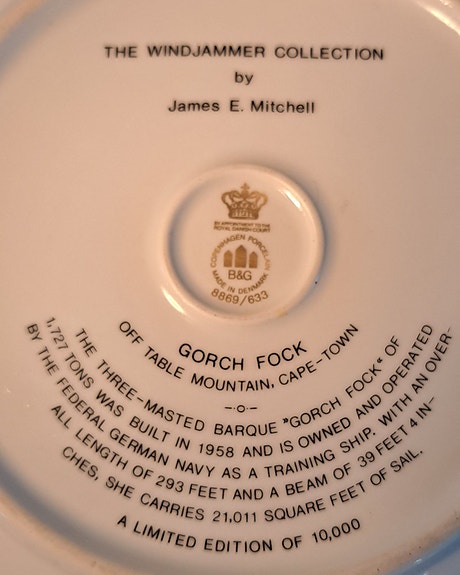 THE WINDJAMMER COLLECTION
by
James E. Mitchell
BY APPOINTMENT TO THE
ROYAL DANISH COURT
COPENHAGEN PORCELAIN
B&G
MADE IN DENMARK
8869/633
GORCH FOCK
OFF TABLE MOUNTAIN, CAPE-TOWN
-o-
THE THREE-MASTED BARQUE "GORCH FOCK" OF
1,727 TONS WAS BUILT IN 1958 AND IS OWNED AND OPERATED
BY THE FEDERAL GERMAN NAVY AS A TRAINING SHIP. WITH AN OVER-
ALL LENGTH OF 293 FEET AND A BEAM OF 39 FEET 4 IN-
CHES, SHE CARRIES 21,011 SQUARE FEET OF SAIL.
A LIMITED EDITION OF 10,000